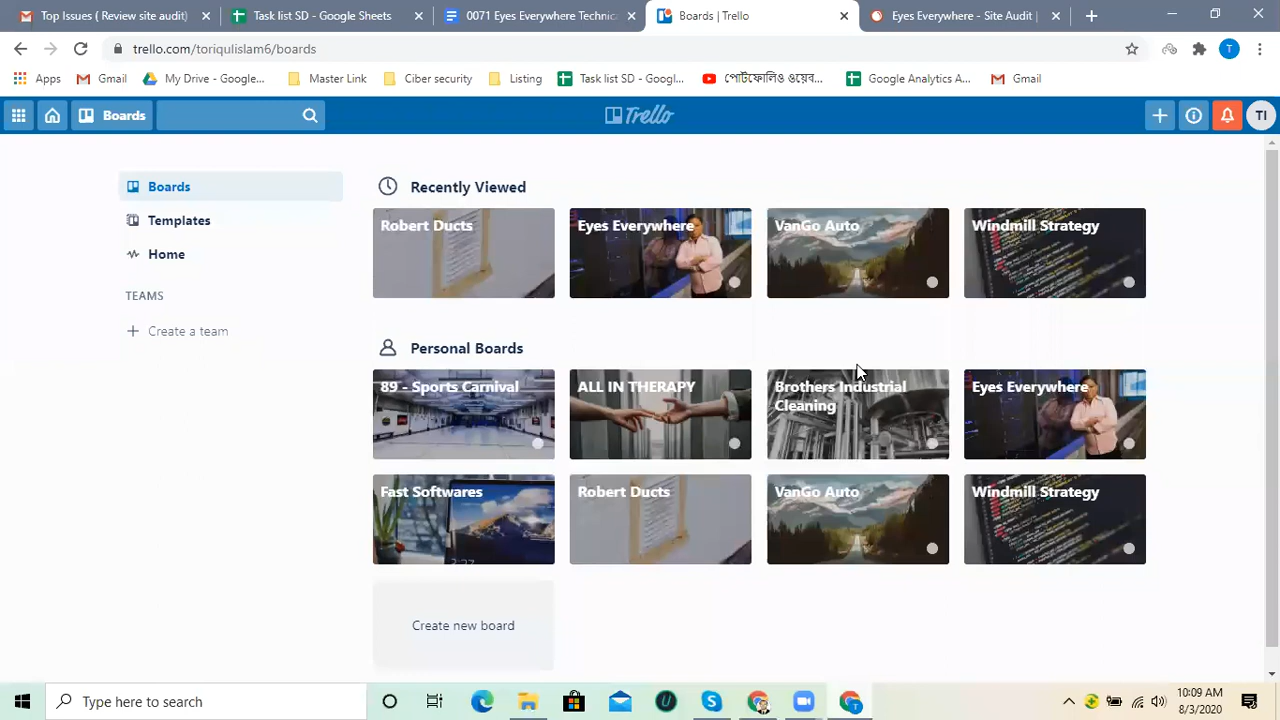 Top Issues ( Review site audit)
Task list SD - Google Sheets
0071 Eyes Everywhere Technica
Boards | Trello
Eyes Everywhere - Site Audit |
trello.com/toriqulislam6/boards
T
Apps
Gmail
My Drive - Google...
Master Link
Ciber security
Listing
Task list SD - Googl...
পোর্টফোলিও ওয়েব...
Google Analytics A...
Gmail
Boards
Trello
TI
Boards
Templates
Home
TEAMS
Create a team
Recently Viewed
Robert Ducts
Eyes Everywhere
VanGo Auto
Windmill Strategy
Personal Boards
89 - Sports Carnival
ALL IN THERAPY
Brothers Industrial
Cleaning
Eyes Everywhere
Fast Softwares
Robert Ducts
VanGo Auto
Windmill Strategy
Create new board
Type here to search
10:09 AM
8/3/2020